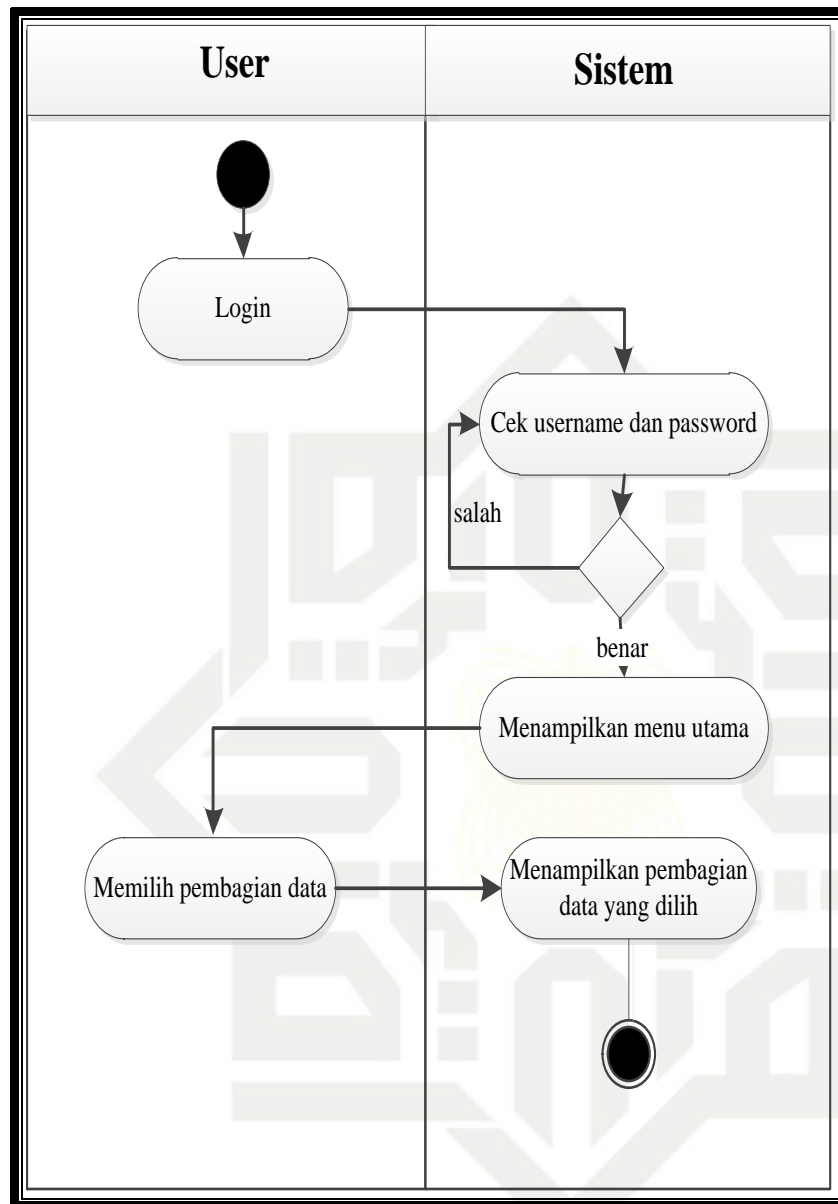 User
Sistem
Login
Cek username dan password
salah
benar
Menampilkan menu utama
Memilih pembagian data
Menampilkan pembagian
data yang dilih